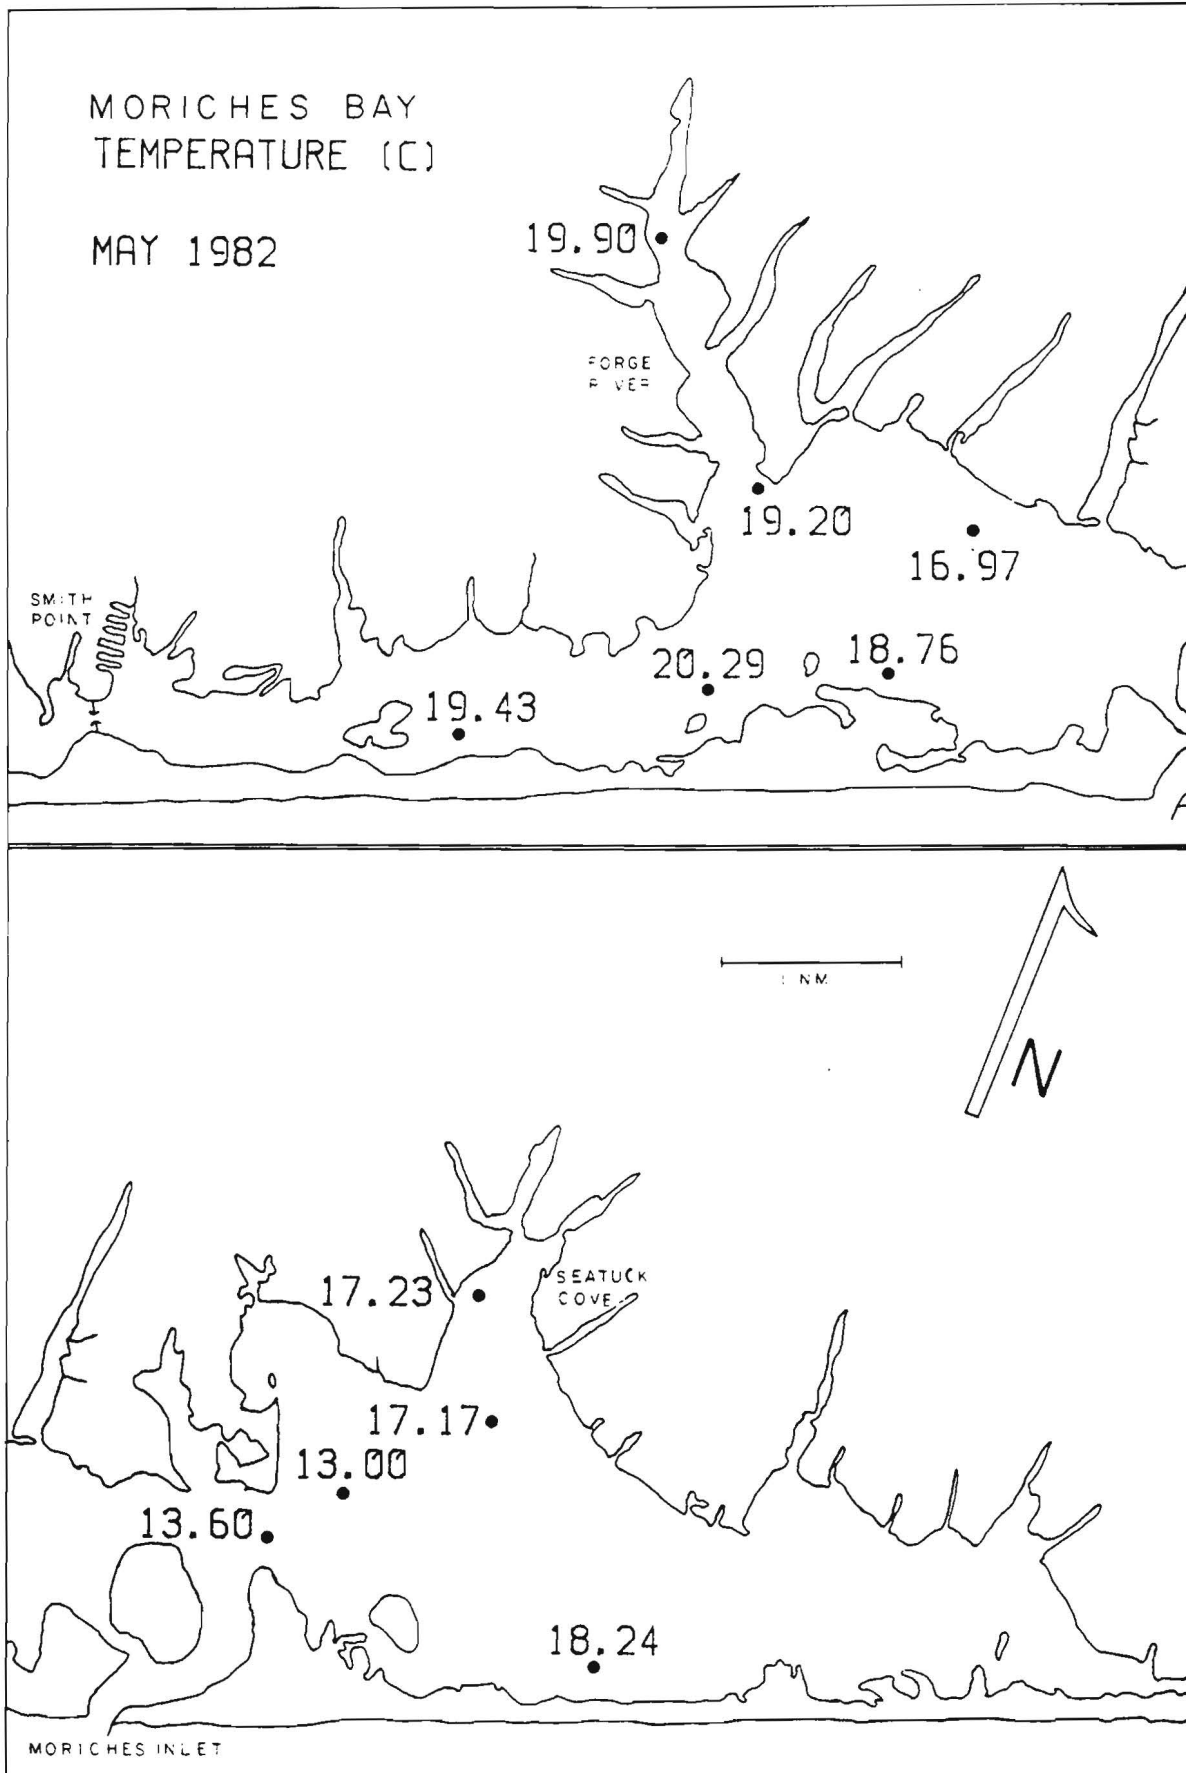 MORICHES BAY
TEMPERATURE (C)
MAY 1982
19.90
FORGE
RIVER
19.20
16.97
SMITH
POINT
20.29
18.76
19.43
1 NM
N
17.23
SEATUCK
COVE
17.17
13.00
13.60
18.24
MORICHES INLET